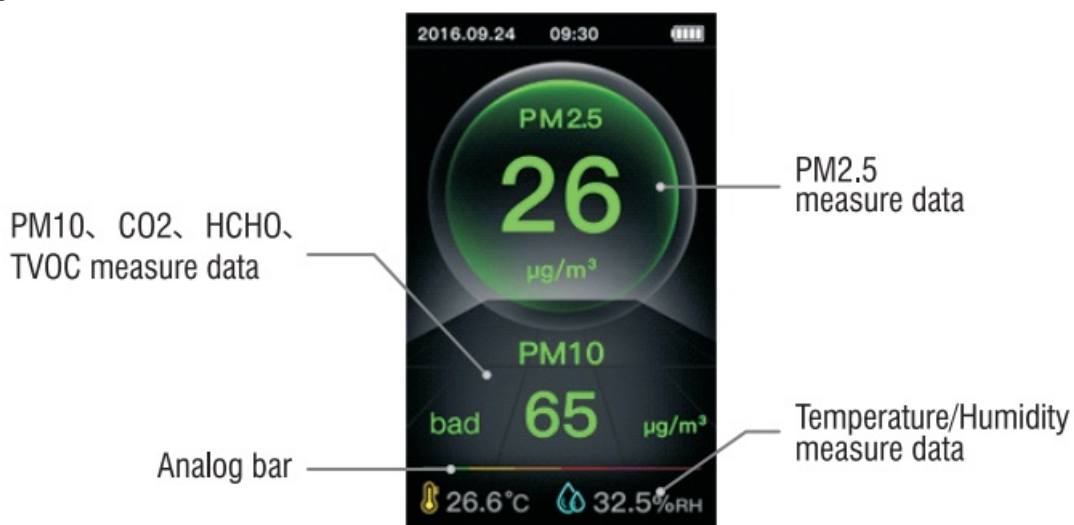 2016.09.24 09:30
PM2.5
26
µg/m³
PM2.5
measure data
PM10、 CO2、 HCHO、
TVOC measure data
PM10
bad 65 µg/m³
Temperature/Humidity
measure data
Analog bar
26.6°C 32.5%RH